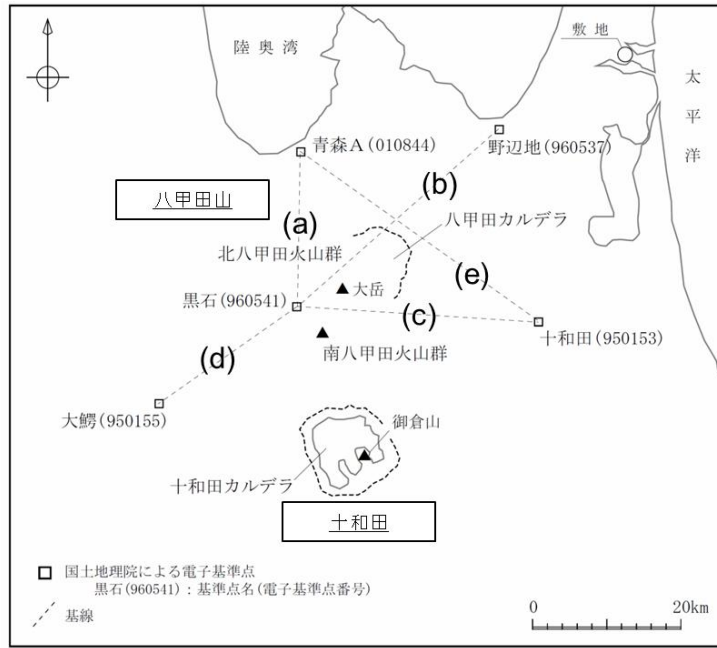 陸奥湾
敷地
太平洋
青森A(010844)
野辺地(960537)
(b)
八甲田山
(a)
八甲田カルデラ
北八甲田火山群
(e)
大岳
黒石(960541)
(c)
十和田(950153)
南八甲田火山群
(d)
大鰐(950155)
御倉山
十和田カルデラ
十和田
国土地理院による電子基準点
黒石(960541)：基準点名(電子基準点番号)
基線
0 20km